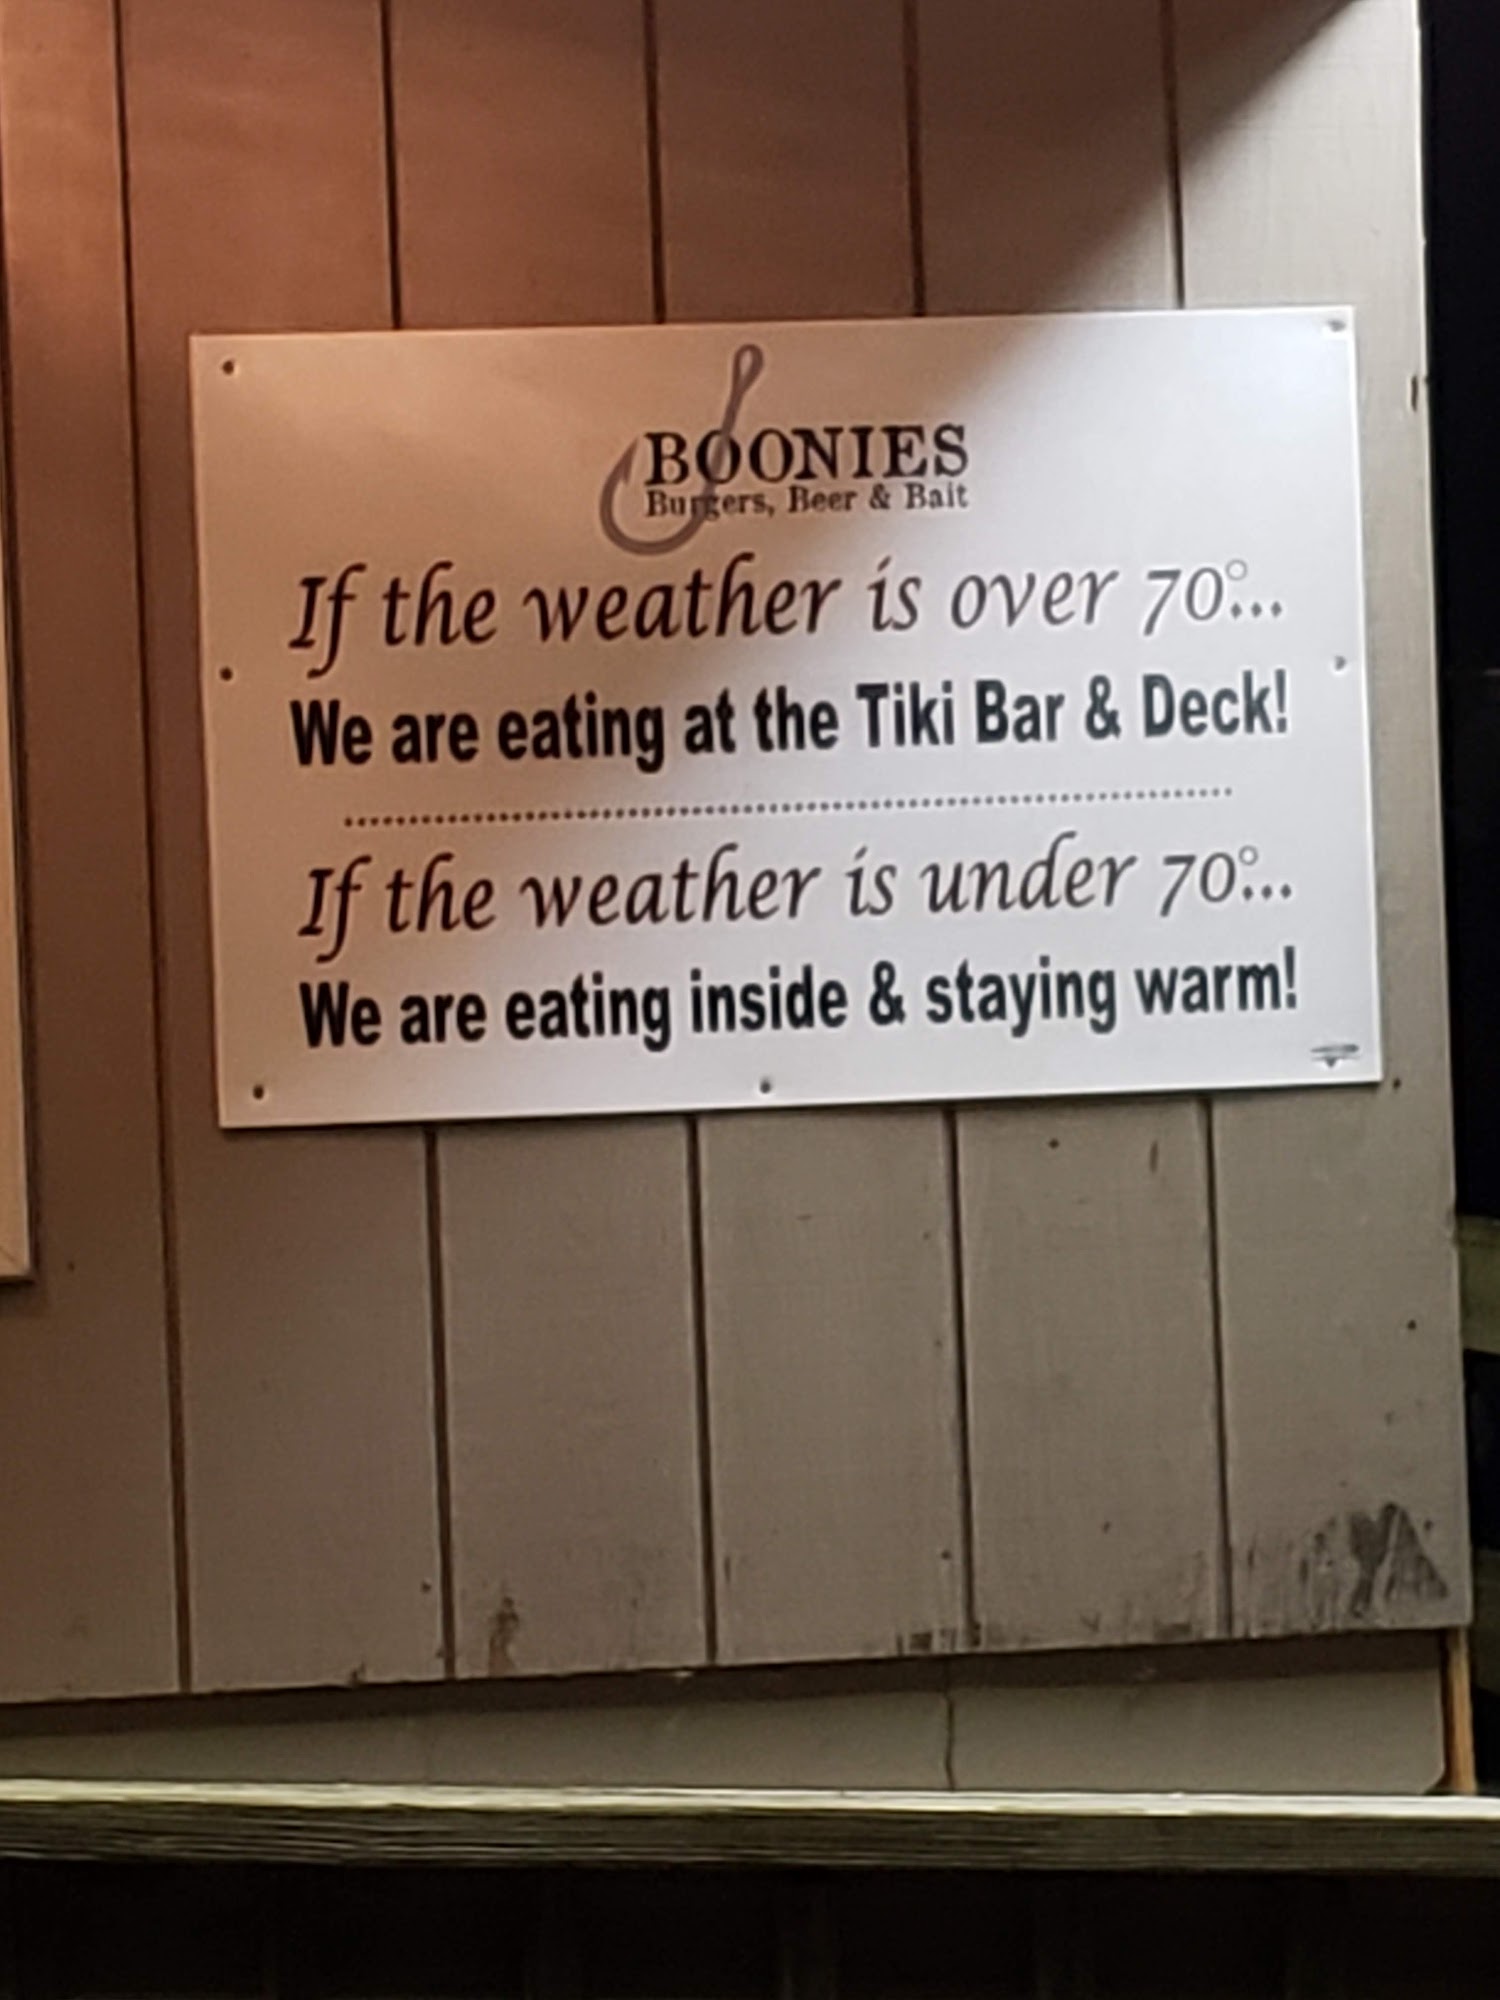 BOONIES
Burgers, Beer & Bait
If the weather is over 70°...
We are eating at the Tiki Bar & Deck!
If the weather is under 70°...
We are eating inside & staying warm!